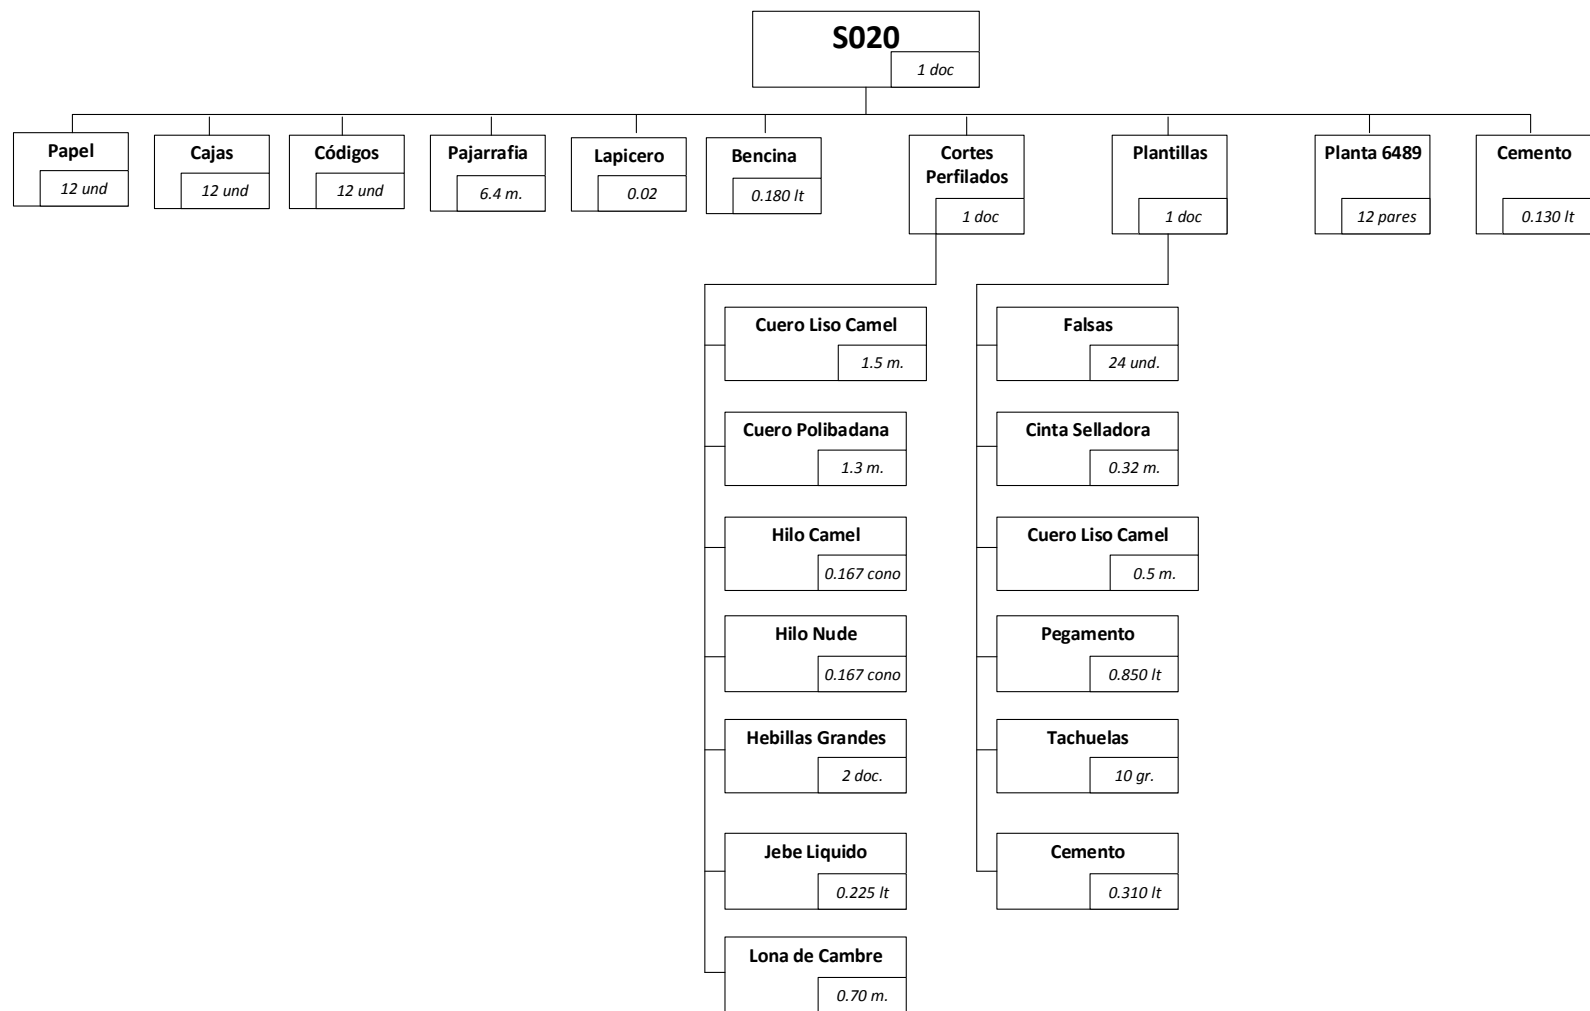 S020
1 doc
Papel
12 und
Cajas
12 und
Códigos
12 und
Pajarrafia
6.4 m.
Lapicero
0.02
Bencina
0.180 lt
Cortes
Perfilados
1 doc
Plantillas
1 doc
Planta 6489
12 pares
Cemento
0.130 lt
Cuero Liso Camel
1.5 m.
Cuero Polibadana
1.3 m.
Hilo Camel
0.167 cono
Hilo Nude
0.167 cono
Hebillas Grandes
2 doc.
Jebe Liquido
0.225 lt
Lona de Cambre
0.70 m.
Falsas
24 und.
Cinta Selladora
0.32 m.
Cuero Liso Camel
0.5 m.
Pegamento
0.850 lt
Tachuelas
10 gr.
Cemento
0.310 lt